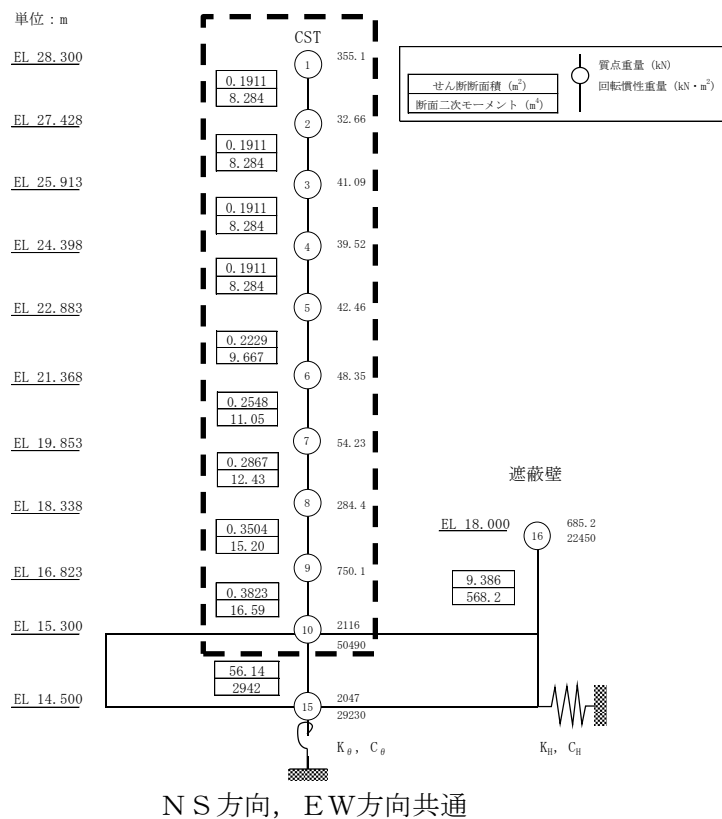 単位：m
CST
EL 28.300
1
355.1
質点重量 (kN)
回転慣性重量 (kN・m²)
せん断断面積 (m²)
断面二次モーメント (m⁴)
0.1911
8.284
EL 27.428
2
32.66
0.1911
8.284
EL 25.913
3
41.09
0.1911
8.284
EL 24.398
4
39.52
0.1911
8.284
EL 22.883
5
42.46
0.2229
9.667
EL 21.368
6
48.35
0.2548
11.05
EL 19.853
7
54.23
0.2867
12.43
遮蔽壁
EL 18.338
8
284.4
EL 18.000
16
685.2
22450
0.3504
15.20
EL 16.823
9
750.1
9.386
568.2
0.3823
16.59
EL 15.300
10
2116
50490
56.14
2942
EL 14.500
15
2047
29230
Kθ, Cθ
KH, CH
ＮＳ方向，ＥＷ方向共通